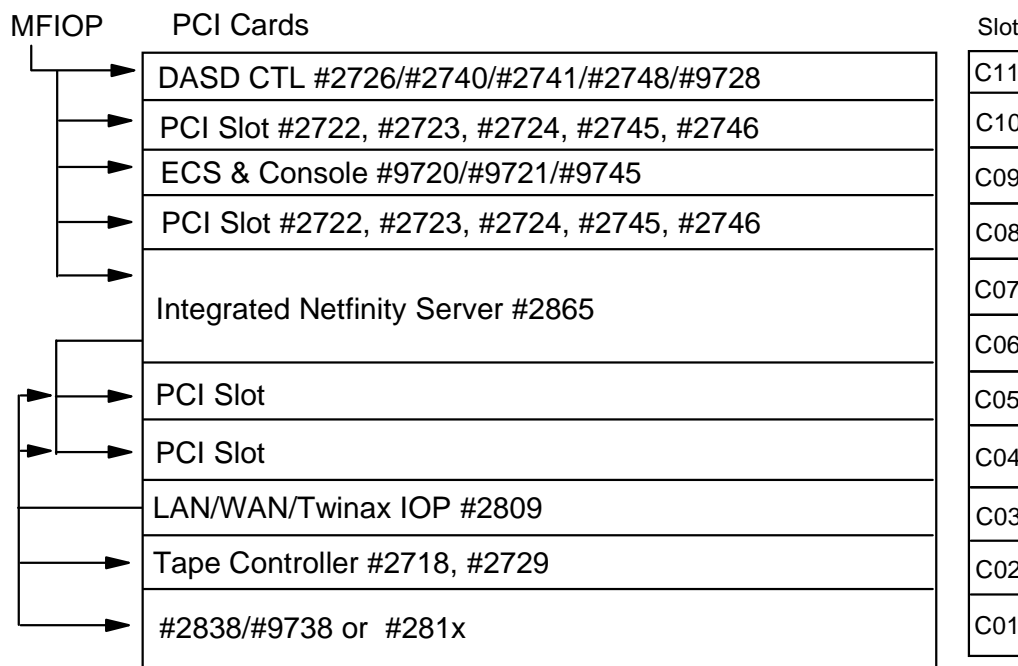 MFIOP PCI Cards Slot
DASD CTL #2726/#2740/#2741/#2748/#9728 C11
PCI Slot #2722, #2723, #2724, #2745, #2746 C10
ECS & Console #9720/#9721/#9745 C09
PCI Slot #2722, #2723, #2724, #2745, #2746 C08
Integrated Netfinity Server #2865 C07
C06
PCI Slot C05
PCI Slot C04
LAN/WAN/Twinax IOP #2809 C03
Tape Controller #2718, #2729 C02
#2838/#9738 or #281x C01